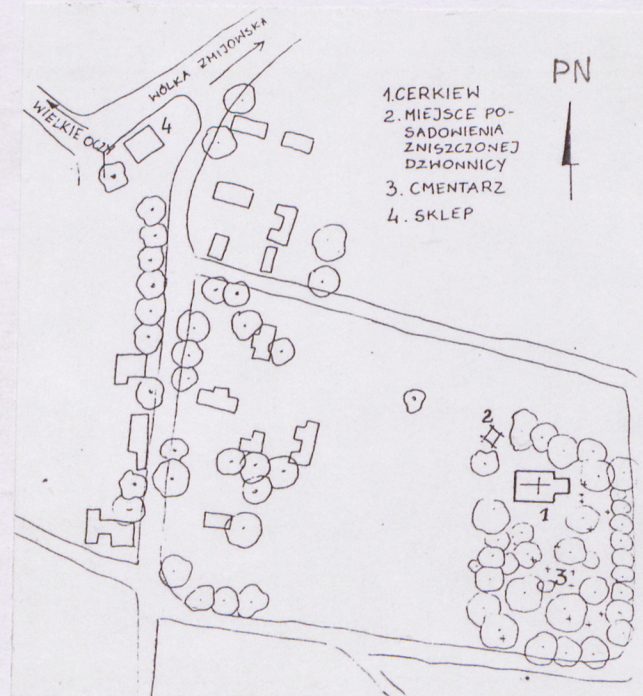 WÓLKA ZMIJOWSKA
WIELKIE OCZY
4
PN
1. CERKIEW
2. MIEJSCE PO-
SADOWIENIA
ZNISZCZONEJ
DZWONNICY
3. CMENTARZ
4. SKLEP
2
1
3